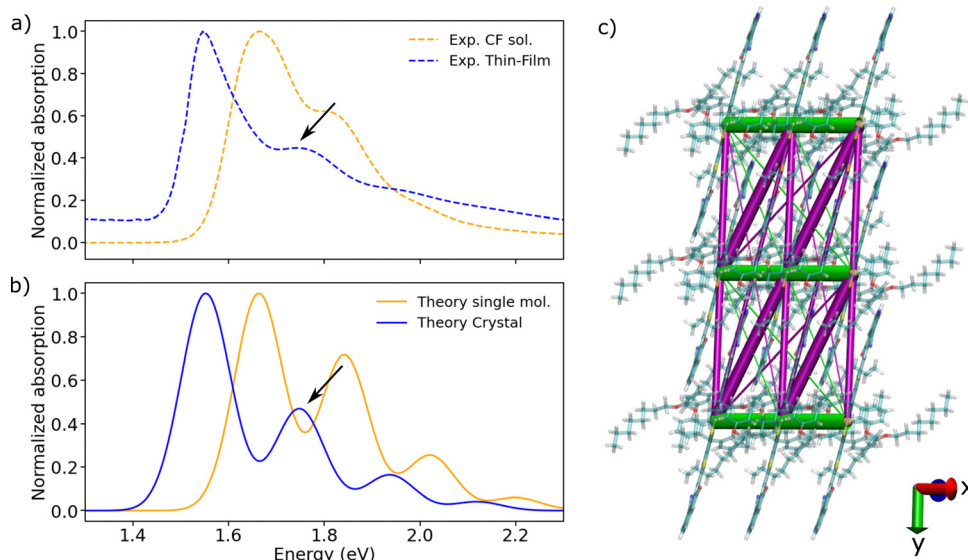 a)
Normalized absorption
1.0
0.8
0.6
0.4
0.2
0.0
Exp. CF sol.
Exp. Thin-Film
b)
Normalized absorption
1.0
0.8
0.6
0.4
0.2
0.0
Theory single mol.
Theory Crystal
1.4 1.6 1.8 2.0 2.2
Energy (eV)
c)
x
y